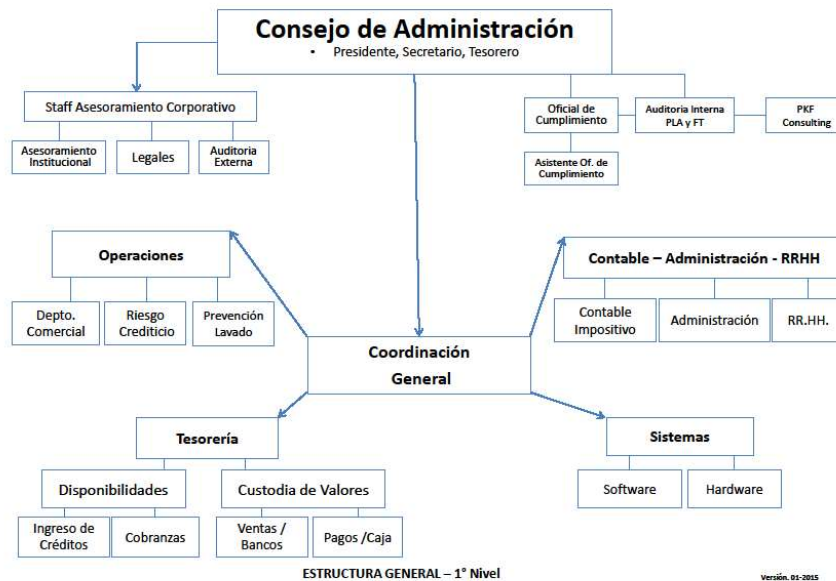 Consejo de Administración
• Presidente, Secretario, Tesorero
Staff Asesoramiento Corporativo
Asesoramiento
Institucional
Legales
Auditoria
Externa
Oficial de
Cumplimiento
Auditoria Interna
PLA y FT
PKF
Consulting
Asistente Of. de
Cumplimiento
Operaciones
Depto.
Comercial
Riesgo
Crediticio
Prevención
Lavado
Contable – Administración - RRHH
Contable
Impositivo
Administración
RR.HH.
Coordinación
General
Tesorería
Disponibilidades
Custodia de Valores
Ingreso de
Créditos
Cobranzas
Ventas /
Bancos
Pagos /Caja
Sistemas
Software
Hardware
ESTRUCTURA GENERAL – 1° Nivel
Versión. 01-2015